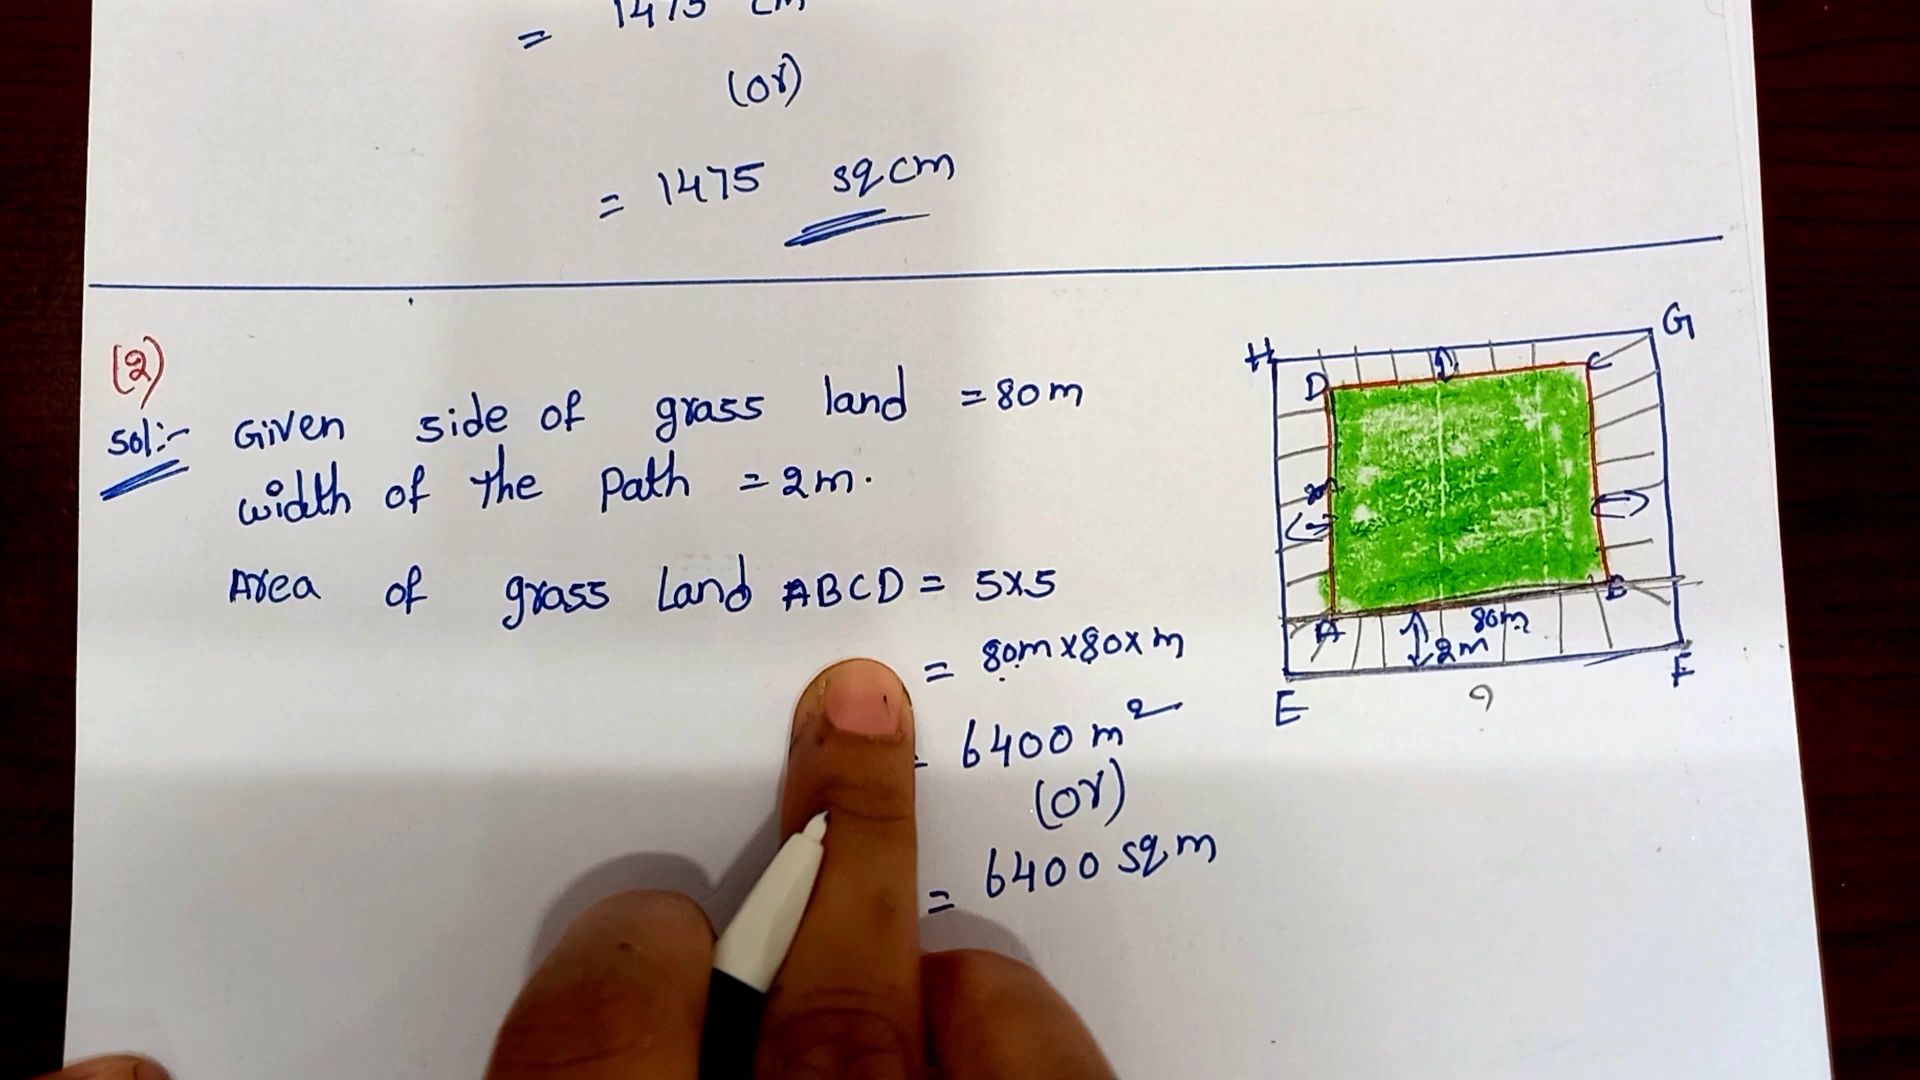 = 1475 cm
(or)
= 1475 sq cm
(2)
Sol:- Given side of grass land = 80m
width of the Path = 2m.
Area of grass land ABCD = S×S
= 80m×80×m
= 6400 m²
(or)
= 6400 sq m
H G
D C
A B
80m
2m
E F
?